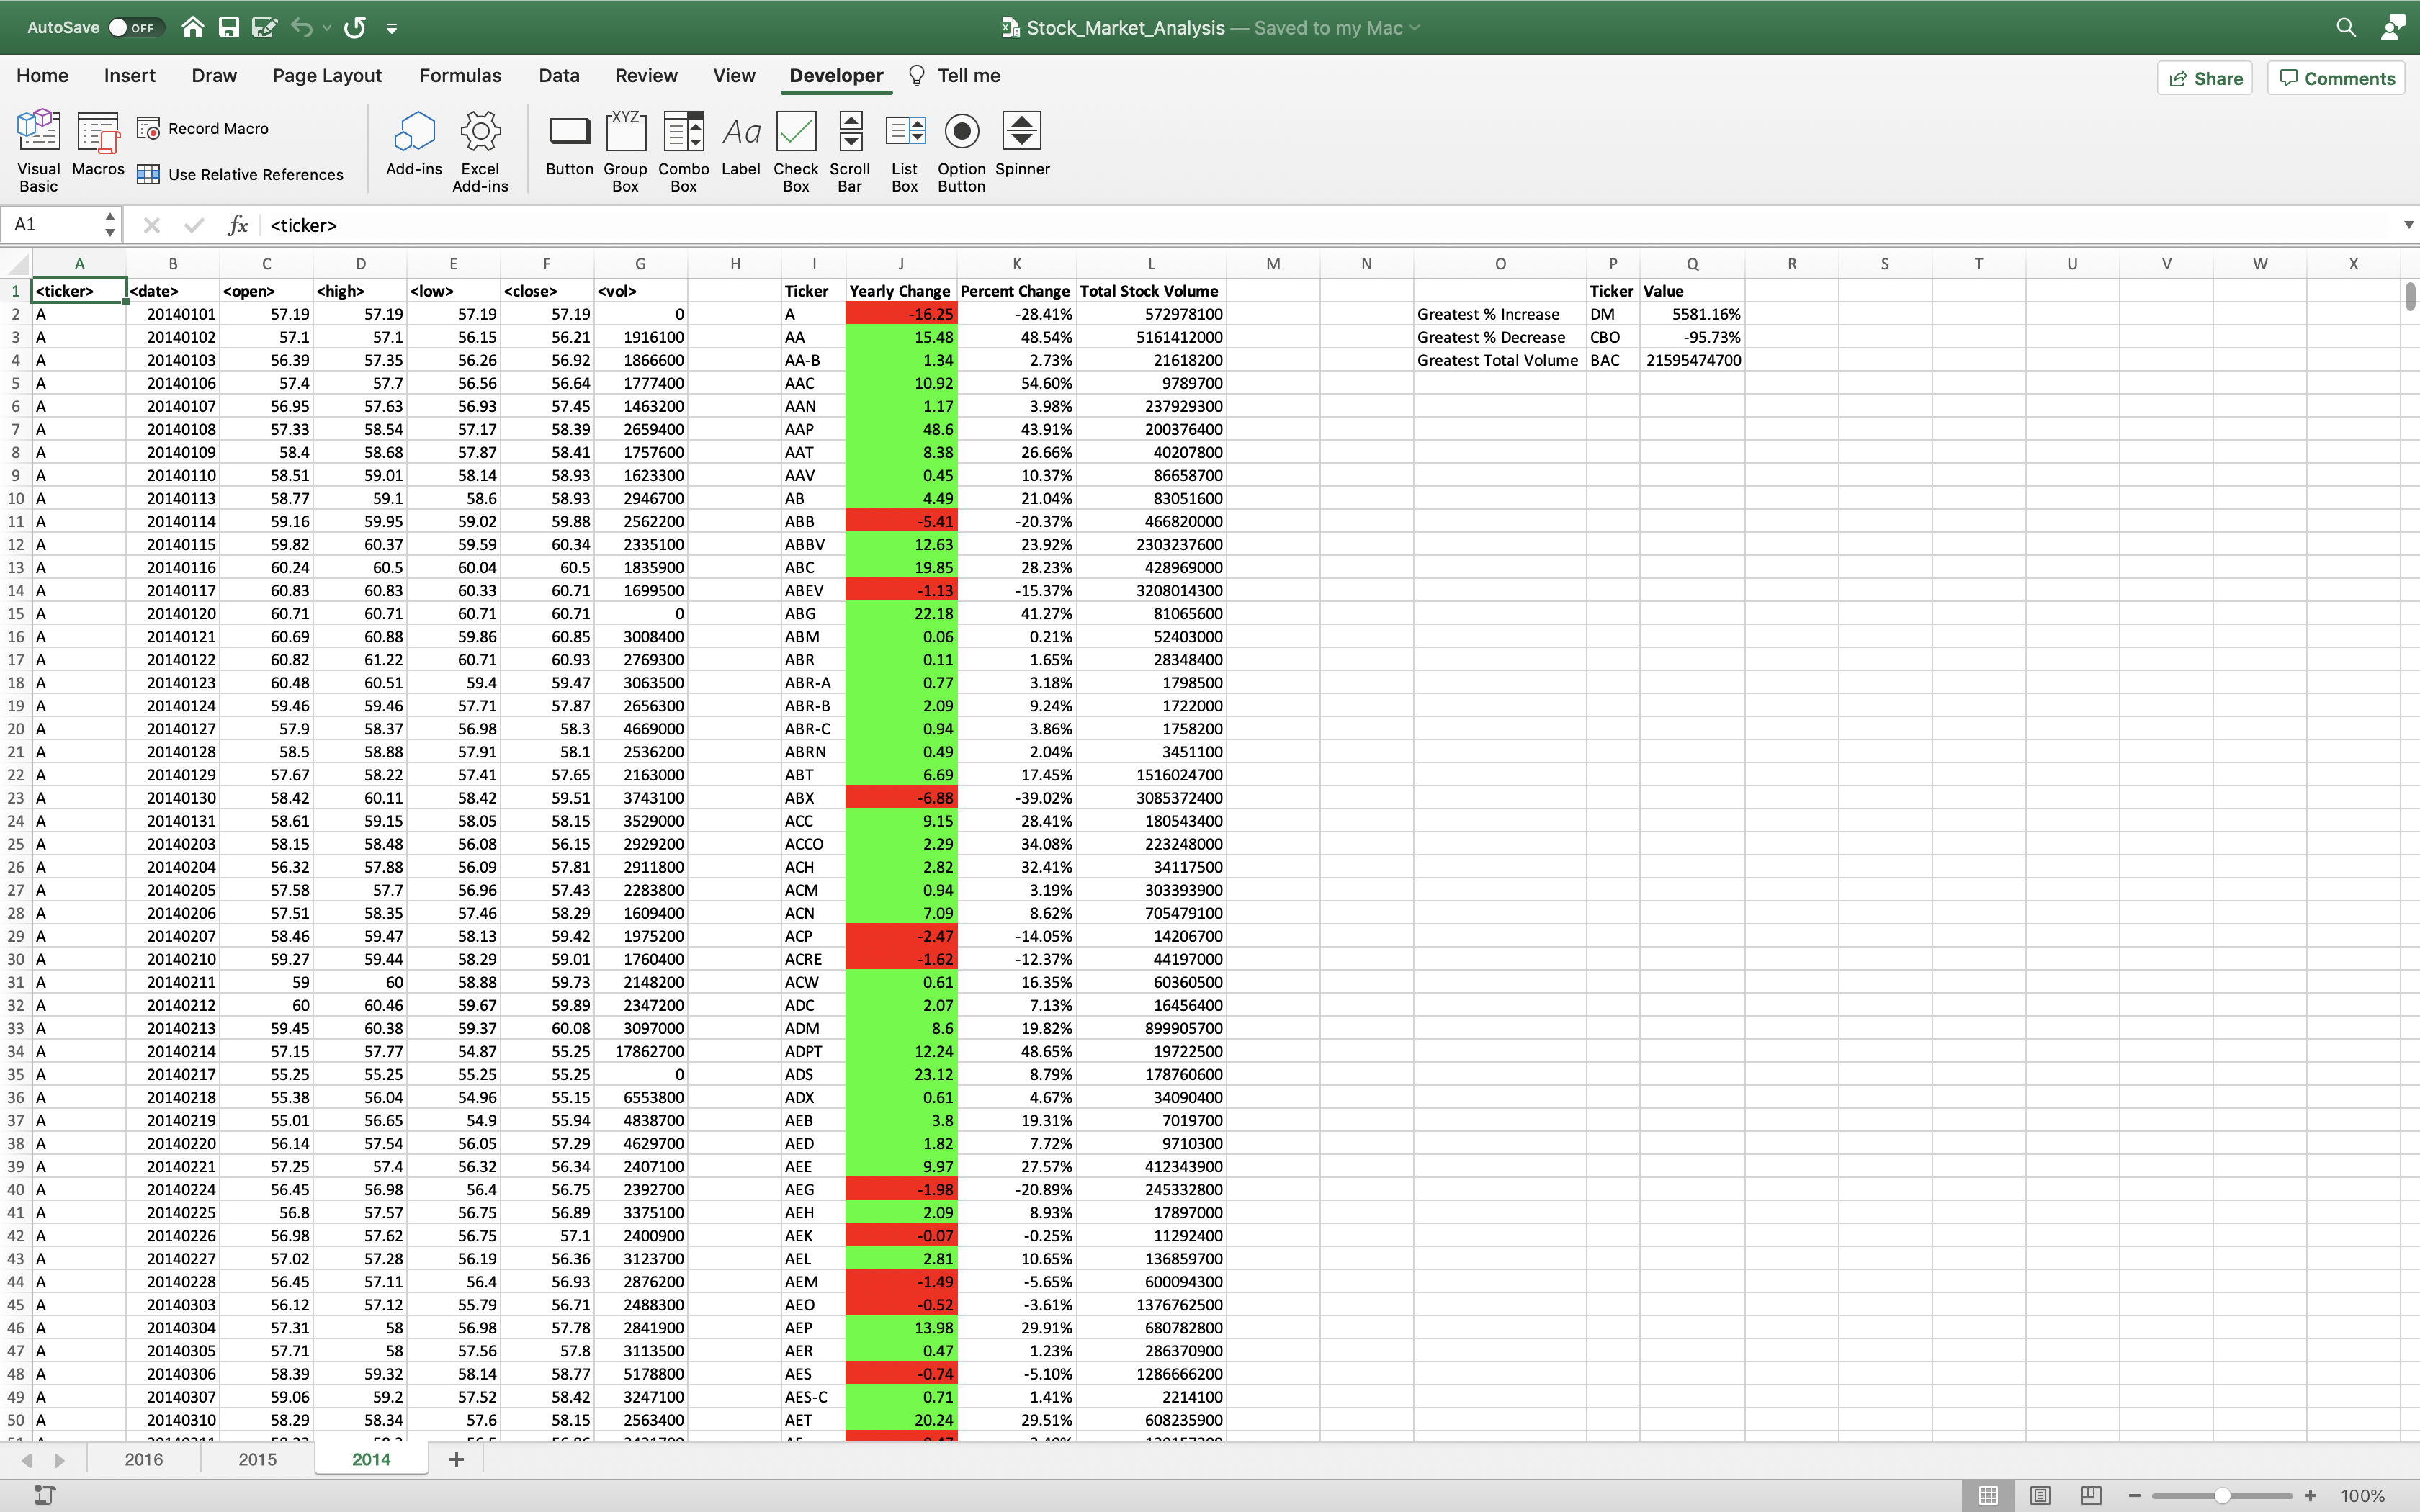 AutoSave OFF Stock_Market_Analysis — Saved to my Mac
Home Insert Draw Page Layout Formulas Data Review View Developer Tell me Share Comments
Visual Basic Macros Record Macro Use Relative References Add-ins Excel Add-ins Button XYZ Group Box Combo Box Aa Label Check Box Scroll Bar List Box Option Button Spinner
A1 fx <ticker>
A B C D E F G H I J K L M N O P Q R S T U V W X
1 <ticker> <date> <open> <high> <low> <close> <vol> Ticker Yearly Change Percent Change Total Stock Volume Ticker Value
2 A 20140101 57.19 57.19 57.19 57.19 0 A -16.25 -28.41% 572978100 Greatest % Increase DM 5581.16%
3 A 20140102 57.1 57.1 56.15 56.21 1916100 AA 15.48 48.54% 5161412000 Greatest % Decrease CBO -95.73%
4 A 20140103 56.39 57.35 56.26 56.92 1866600 AA-B 1.34 2.73% 21618200 Greatest Total Volume BAC 21595474700
5 A 20140106 57.4 57.7 56.56 56.64 1777400 AAC 10.92 54.60% 9789700
6 A 20140107 56.95 57.63 56.93 57.45 1463200 AAN 1.17 3.98% 237929300
7 A 20140108 57.33 58.54 57.17 58.39 2659400 AAP 48.6 43.91% 200376400
8 A 20140109 58.4 58.68 57.87 58.41 1757600 AAT 8.38 26.66% 40207800
9 A 20140110 58.51 59.01 58.14 58.93 1623300 AAV 0.45 10.37% 86658700
10 A 20140113 58.77 59.1 58.6 58.93 2946700 AB 4.49 21.04% 83051600
11 A 20140114 59.16 59.95 59.02 59.88 2562200 ABB -5.41 -20.37% 466820000
12 A 20140115 59.82 60.37 59.59 60.34 2335100 ABBV 12.63 23.92% 2303237600
13 A 20140116 60.24 60.5 60.04 60.5 1835900 ABC 19.85 28.23% 428969000
14 A 20140117 60.83 60.83 60.33 60.71 1699500 ABEV -1.13 -15.37% 3208014300
15 A 20140120 60.71 60.71 60.71 60.71 0 ABG 22.18 41.27% 81065600
16 A 20140121 60.69 60.88 59.86 60.85 3008400 ABM 0.06 0.21% 52403000
17 A 20140122 60.82 61.22 60.71 60.93 2769300 ABR 0.11 1.65% 28348400
18 A 20140123 60.48 60.51 59.4 59.47 3063500 ABR-A 0.77 3.18% 1798500
19 A 20140124 59.46 59.46 57.71 57.87 2656300 ABR-B 2.09 9.24% 1722000
20 A 20140127 57.9 58.37 56.98 58.3 4669000 ABR-C 0.94 3.86% 1758200
21 A 20140128 58.5 58.88 57.91 58.1 2536200 ABRN 0.49 2.04% 3451100
22 A 20140129 57.67 58.22 57.41 57.65 2163000 ABT 6.69 17.45% 1516024700
23 A 20140130 58.42 60.11 58.42 59.51 3743100 ABX -6.88 -39.02% 3085372400
24 A 20140131 58.61 59.15 58.05 58.15 3529000 ACC 9.15 28.41% 180543400
25 A 20140203 58.15 58.48 56.08 56.15 2929200 ACCO 2.29 34.08% 223248000
26 A 20140204 56.32 57.88 56.09 57.81 2911800 ACH 2.82 32.41% 34117500
27 A 20140205 57.58 57.7 56.96 57.43 2283800 ACM 0.94 3.19% 303393900
28 A 20140206 57.51 58.35 57.46 58.29 1609400 ACN 7.09 8.62% 705479100
29 A 20140207 58.46 59.47 58.13 59.42 1975200 ACP -2.47 -14.05% 14206700
30 A 20140210 59.27 59.44 58.29 59.01 1760400 ACRE -1.62 -12.37% 44197000
31 A 20140211 59 60 58.88 59.73 2148200 ACW 0.61 16.35% 60360500
32 A 20140212 60 60.46 59.67 59.89 2347200 ADC 2.07 7.13% 16456400
33 A 20140213 59.45 60.38 59.37 60.08 3097000 ADM 8.6 19.82% 899905700
34 A 20140214 57.15 57.77 54.87 55.25 17862700 ADPT 12.24 48.65% 19722500
35 A 20140217 55.25 55.25 55.25 55.25 0 ADS 23.12 8.79% 178760600
36 A 20140218 55.38 56.04 54.96 55.15 6553800 ADX 0.61 4.67% 34090400
37 A 20140219 55.01 56.65 54.9 55.94 4838700 AEB 3.8 19.31% 7019700
38 A 20140220 56.14 57.54 56.05 57.29 4629700 AED 1.82 7.72% 9710300
39 A 20140221 57.25 57.4 56.32 56.34 2407100 AEE 9.97 27.57% 412343900
40 A 20140224 56.45 56.98 56.4 56.75 2392700 AEG -1.98 -20.89% 245332800
41 A 20140225 56.8 57.57 56.75 56.89 3375100 AEH 2.09 8.93% 17897000
42 A 20140226 56.98 57.62 56.75 57.1 2400900 AEK -0.07 -0.25% 11292400
43 A 20140227 57.02 57.28 56.19 56.36 3123700 AEL 2.81 10.65% 136859700
44 A 20140228 56.45 57.11 56.4 56.93 2876200 AEM -1.49 -5.65% 600094300
45 A 20140303 56.12 57.12 55.79 56.71 2488300 AEO -0.52 -3.61% 1376762500
46 A 20140304 57.31 58 56.98 57.78 2841900 AEP 13.98 29.91% 680782800
47 A 20140305 57.71 58 57.56 57.8 3113500 AER 0.47 1.23% 286370900
48 A 20140306 58.39 59.32 58.14 58.77 5178800 AES -0.74 -5.10% 1286666200
49 A 20140307 59.06 59.2 57.52 58.42 3247100 AES-C 0.71 1.41% 2214100
50 A 20140310 58.29 58.34 57.6 58.15 2563400 AET 20.24 29.51% 608235900
2016 2015 2014 +
100%